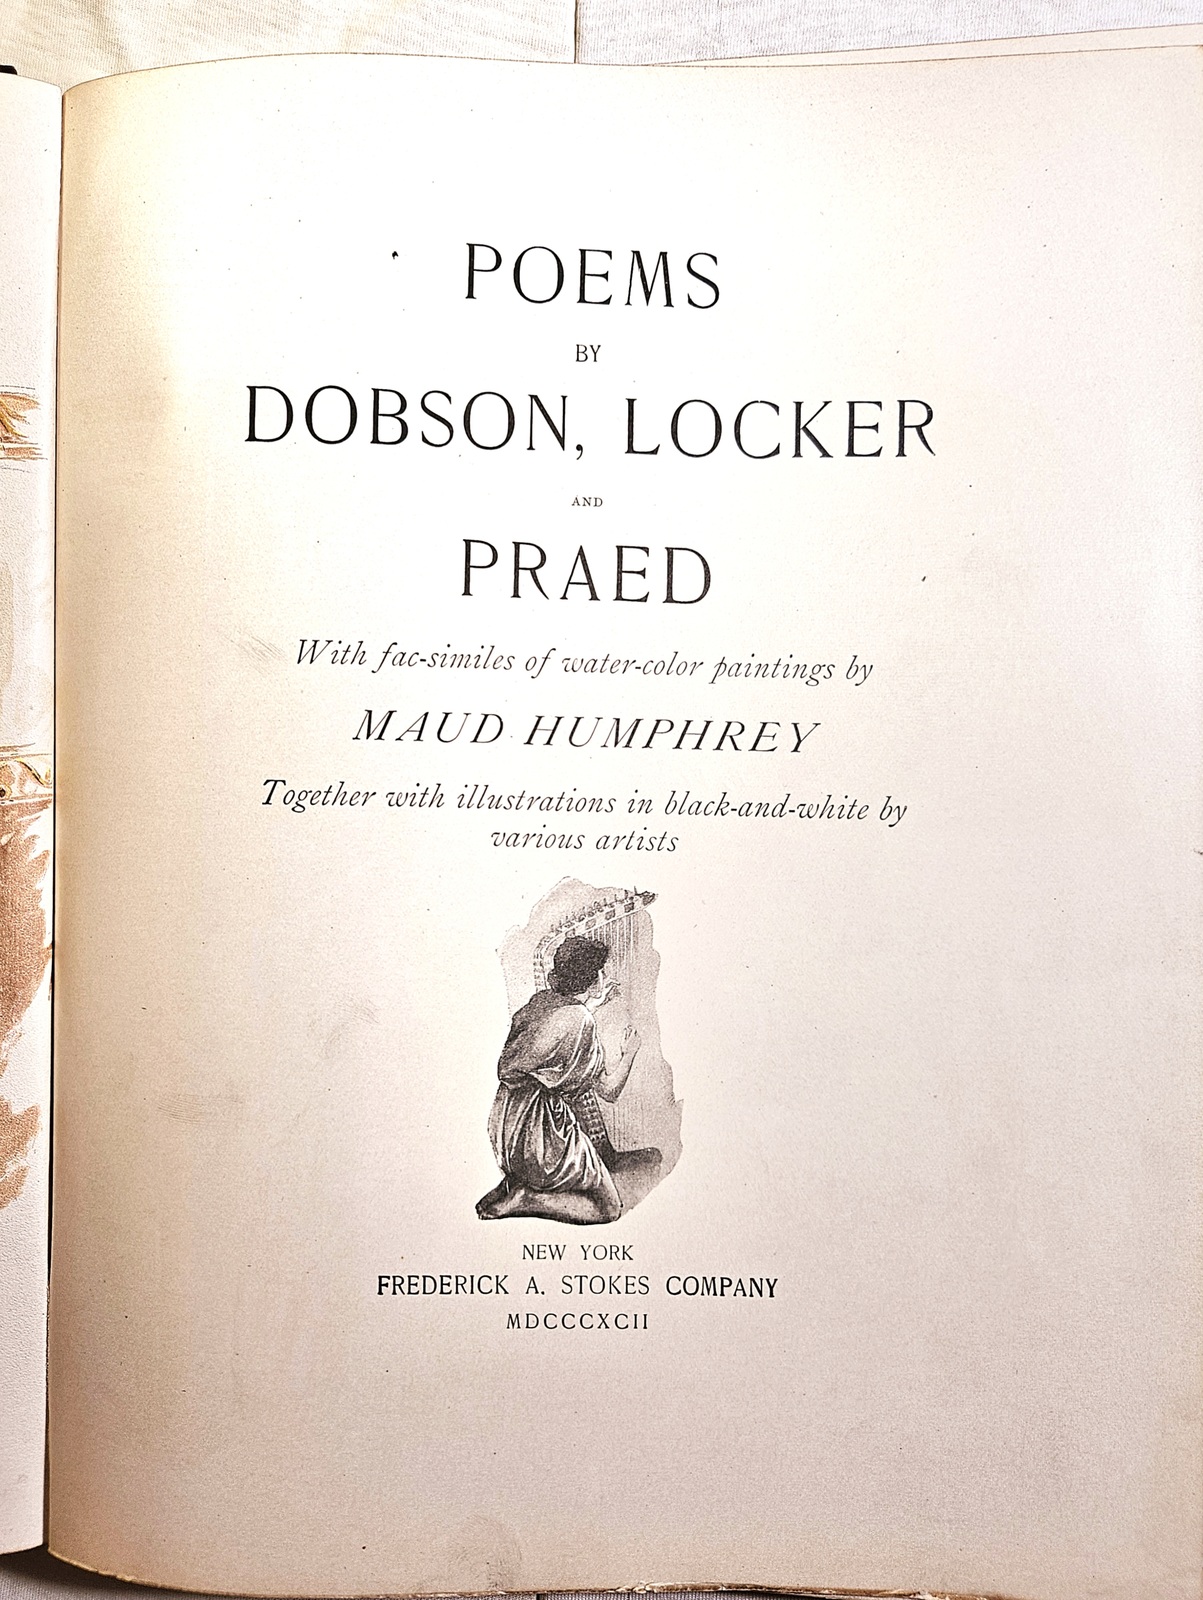 POEMS
BY
DOBSON, LOCKER
AND
PRAED
With fac-similes of water-color paintings by
MAUD HUMPHREY
Together with illustrations in black-and-white by
various artists
NEW YORK
FREDERICK A. STOKES COMPANY
MDCCCXCII